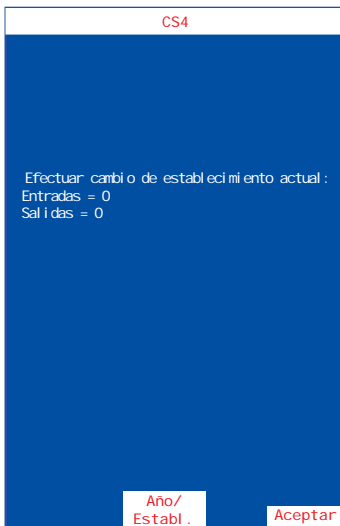 CS4
Efectuar cambio de establecimiento actual:
Entradas = 0
Salidas = 0
Año/
Establ.
Aceptar